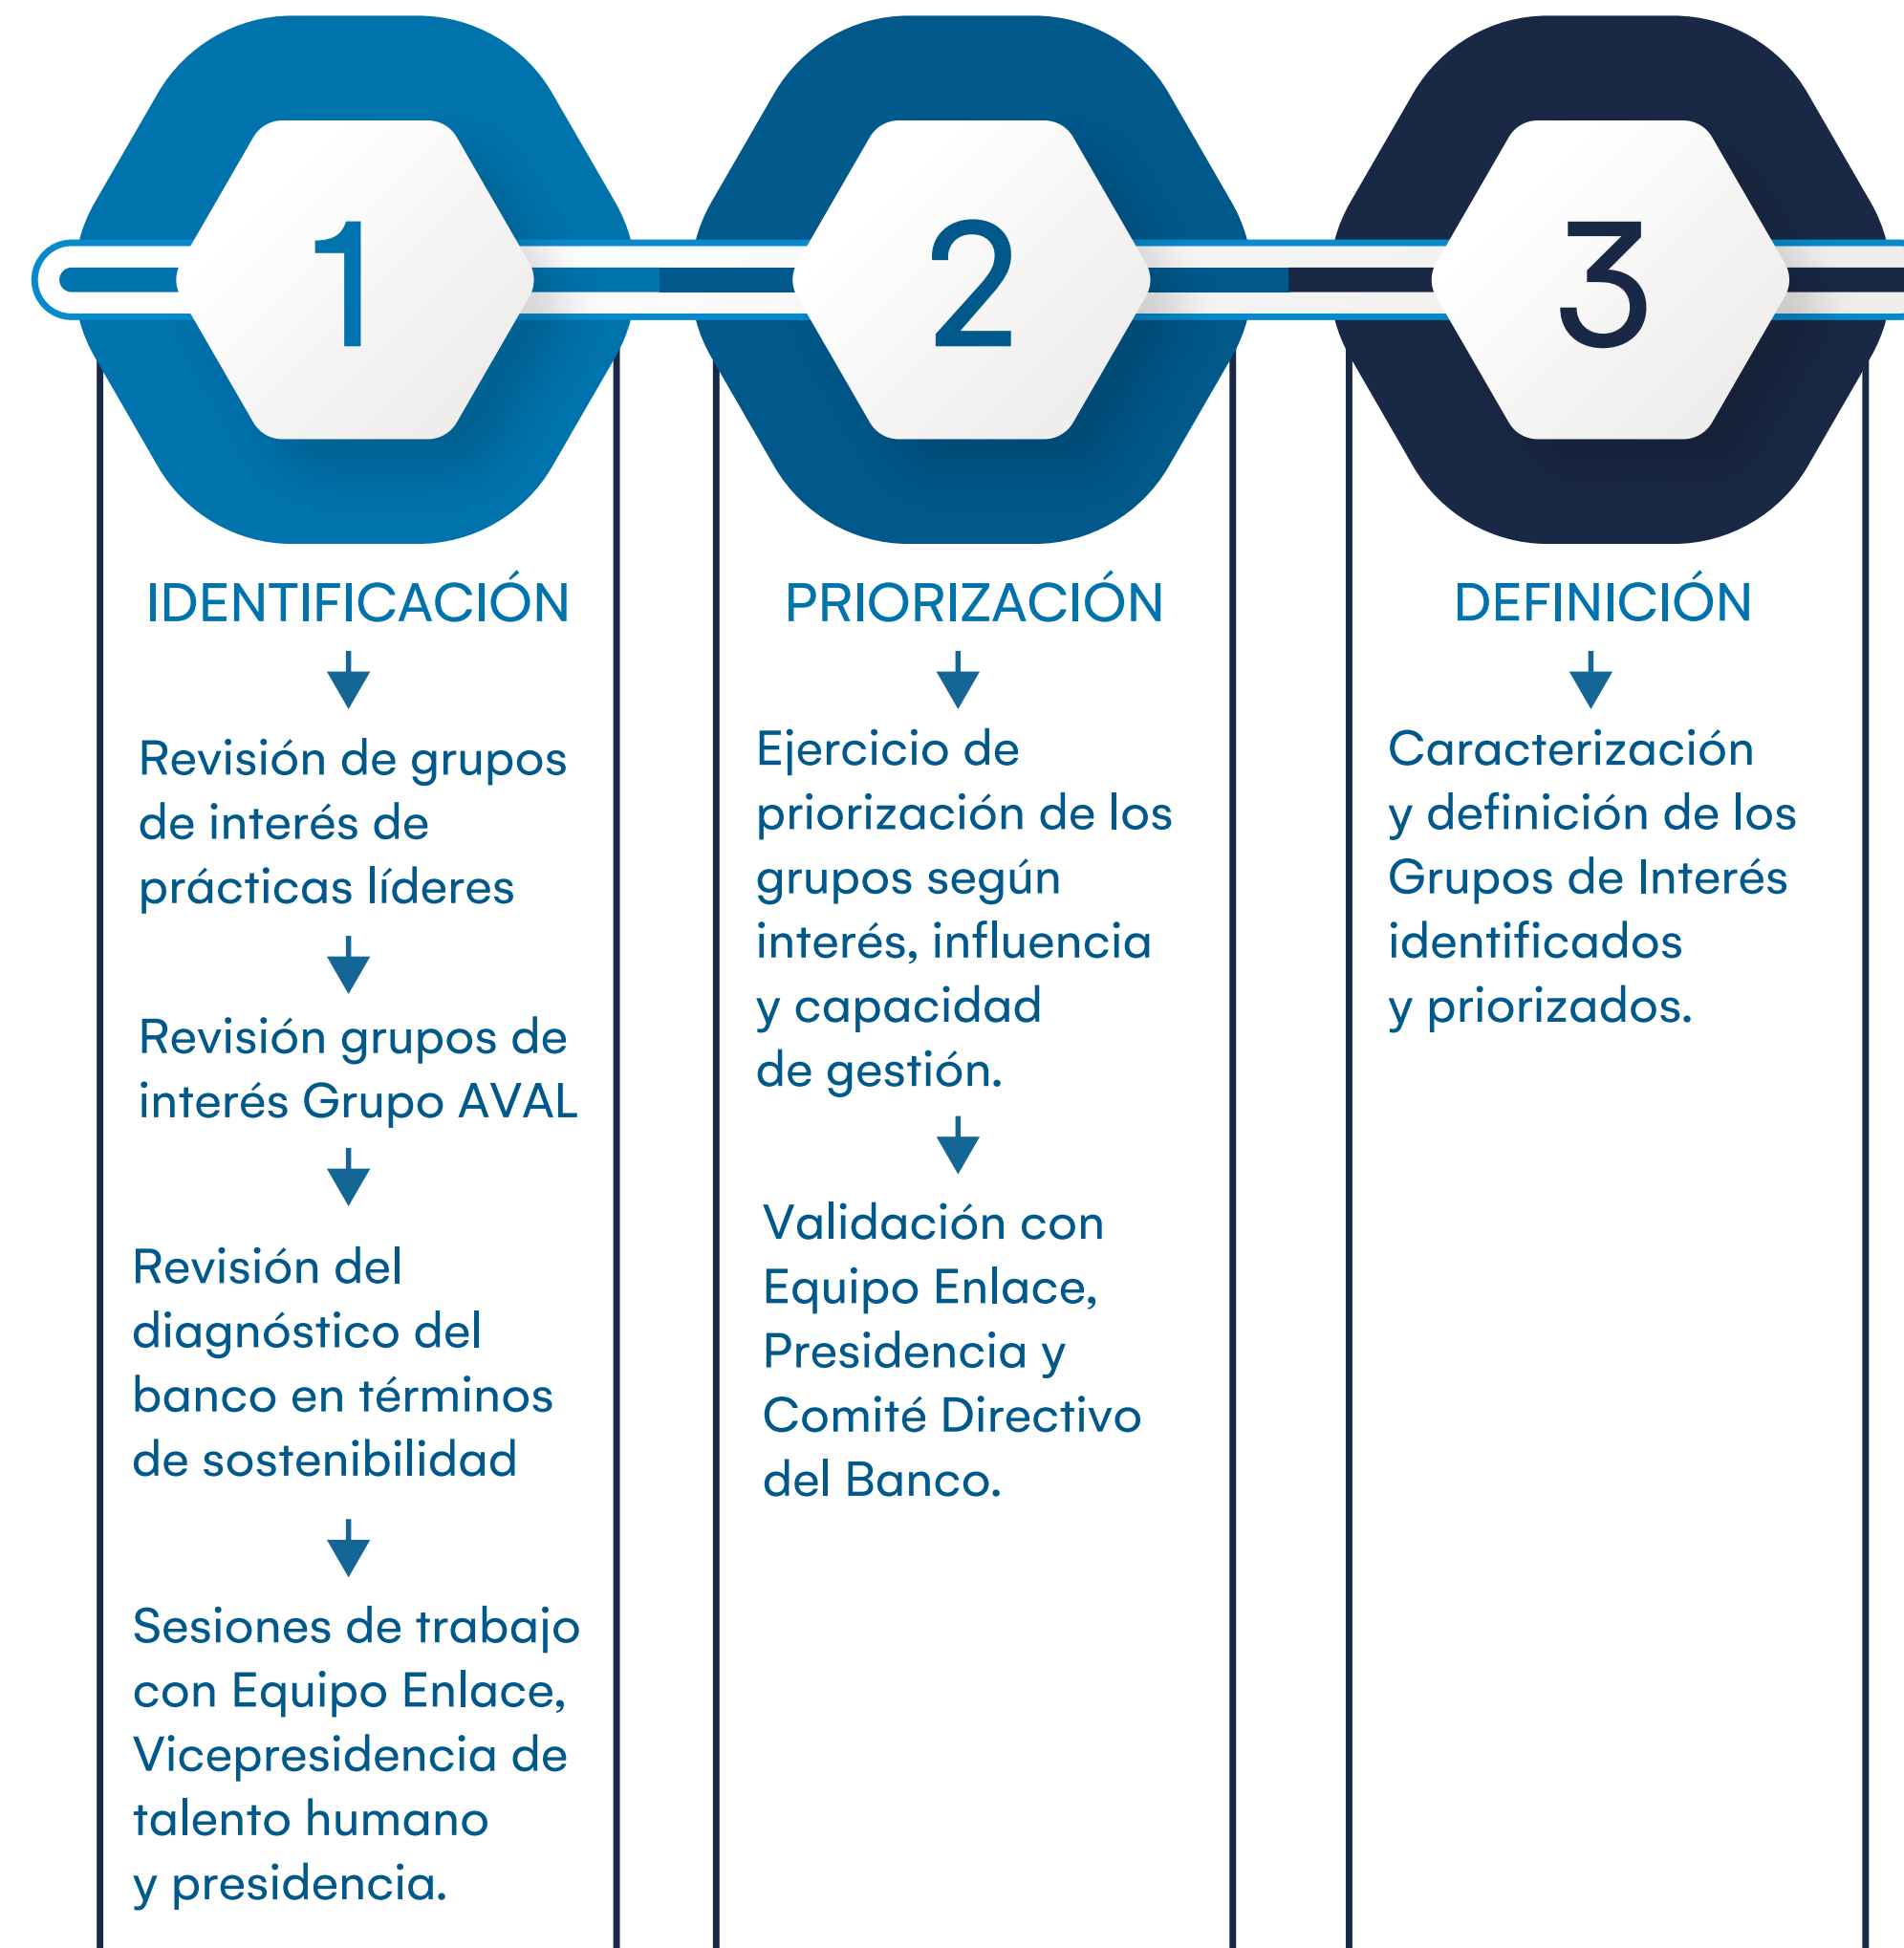 1
IDENTIFICACIÓN
Revisión de grupos
de interés de
prácticas líderes
Revisión grupos de
interés Grupo AVAL
Revisión del
diagnóstico del
banco en términos
de sostenibilidad
Sesiones de trabajo
con Equipo Enlace,
Vicepresidencia de
talento humano
y presidencia.
2
PRIORIZACIÓN
Ejercicio de
priorización de los
grupos según
interés, influencia
y capacidad
de gestión.
Validación con
Equipo Enlace,
Presidencia y
Comité Directivo
del Banco.
3
DEFINICIÓN
Caracterización
y definición de los
Grupos de Interés
identificados
y priorizados.